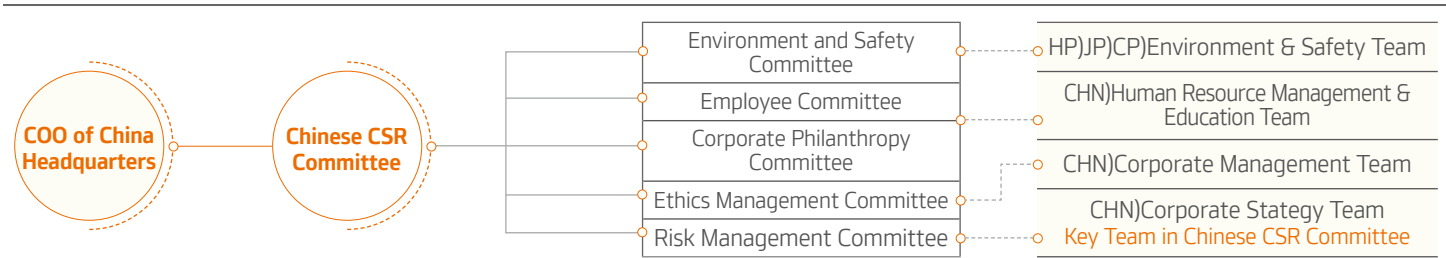 COO of China
Headquarters
Chinese CSR
Committee
Environment and Safety
Committee
Employee Committee
Corporate Philanthropy
Committee
Ethics Management Committee
Risk Management Committee
HP)JP)CP)Environment & Safety Team
CHN)Human Resource Management &
Education Team
CHN)Corporate Management Team
CHN)Corporate Stategy Team
Key Team in Chinese CSR Committee